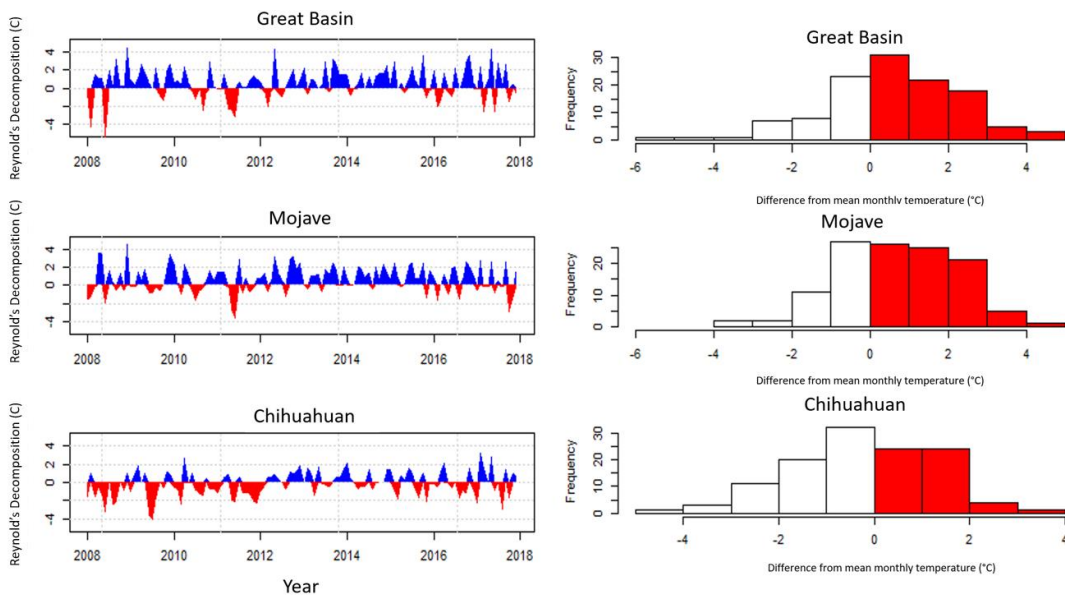 Great Basin
Reynold's Decomposition (C)
4
2
0
-4
2008 2010 2012 2014 2016 2018
Great Basin
Frequency
30
20
10
0
-6 -4 -2 0 2 4
Difference from mean monthly temperature (°C)
Mojave
Reynold's Decomposition (C)
4
2
0
-4
2008 2010 2012 2014 2016 2018
Mojave
Frequency
20
10
0
-6 -4 -2 0 2 4
Difference from mean monthly temperature (°C)
Chihuahuan
Reynold's Decomposition (C)
4
2
0
-4
2008 2010 2012 2014 2016 2018
Year
Chihuahuan
Frequency
30
20
10
0
-4 -2 0 2 4
Difference from mean monthly temperature (°C)